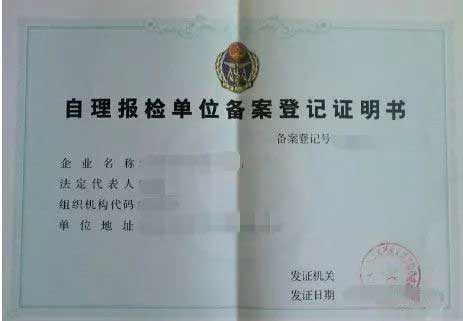 自理报检单位备案登记证明书
备案登记号
企业名称
法定代表人
组织机构代码
单位地址
发证机关
发证日期